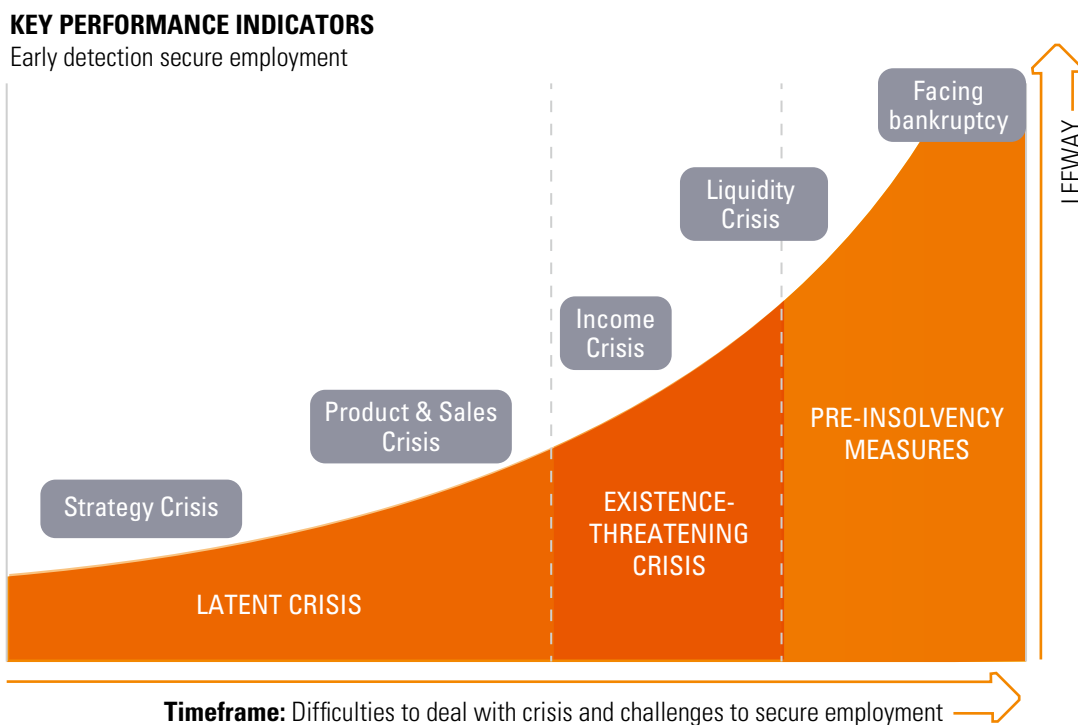 KEY PERFORMANCE INDICATORS
Early detection secure employment
Facing
bankruptcy
LEEWAY
Liquidity
Crisis
Income
Crisis
Product & Sales
Crisis
Strategy Crisis
PRE-INSOLVENCY
MEASURES
EXISTENCE-
THREATENING
CRISIS
LATENT CRISIS
Timeframe: Difficulties to deal with crisis and challenges to secure employment